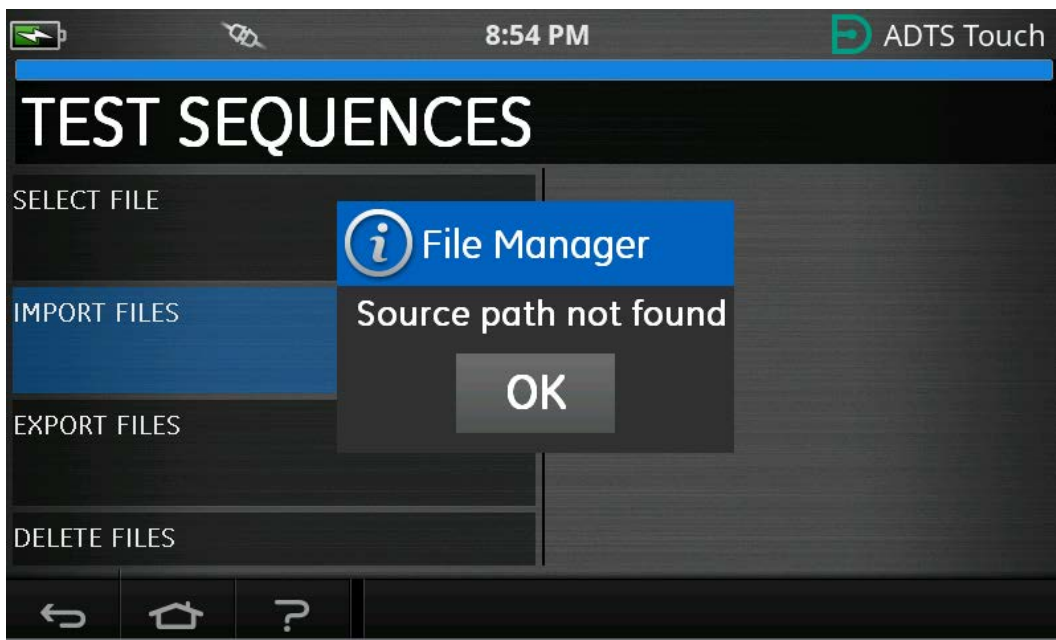 8:54 PM
ADTS Touch
TEST SEQUENCES
SELECT FILE
File Manager
IMPORT FILES
Source path not found
OK
EXPORT FILES
DELETE FILES